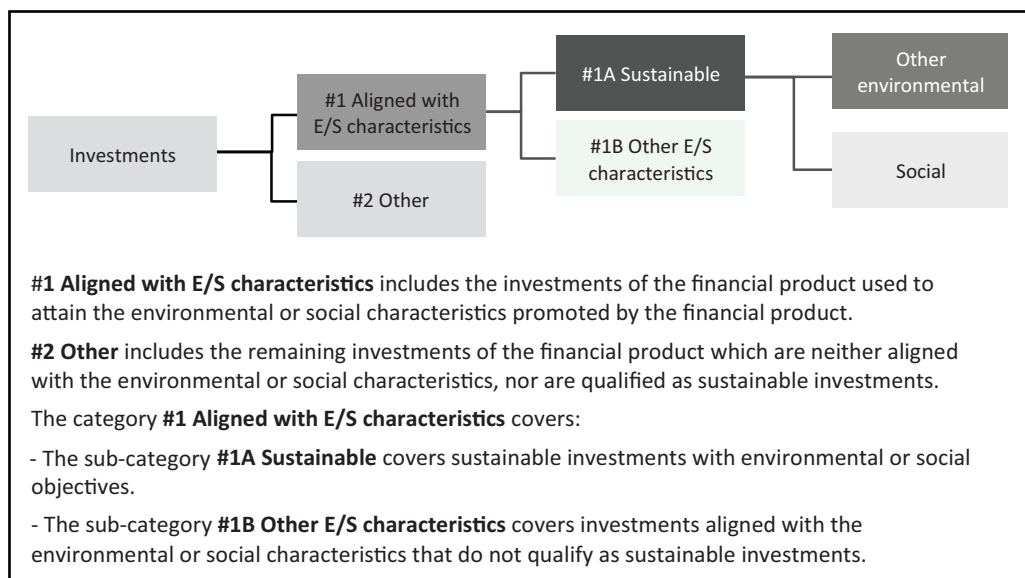 Investments
#1 Aligned with
E/S characteristics
#2 Other
#1A Sustainable
#1B Other E/S
characteristics
Other
environmental
Social
#1 Aligned with E/S characteristics includes the investments of the financial product used to
attain the environmental or social characteristics promoted by the financial product.
#2 Other includes the remaining investments of the financial product which are neither aligned
with the environmental or social characteristics, nor are qualified as sustainable investments.
The category #1 Aligned with E/S characteristics covers:
- The sub-category #1A Sustainable covers sustainable investments with environmental or social
objectives.
- The sub-category #1B Other E/S characteristics covers investments aligned with the
environmental or social characteristics that do not qualify as sustainable investments.